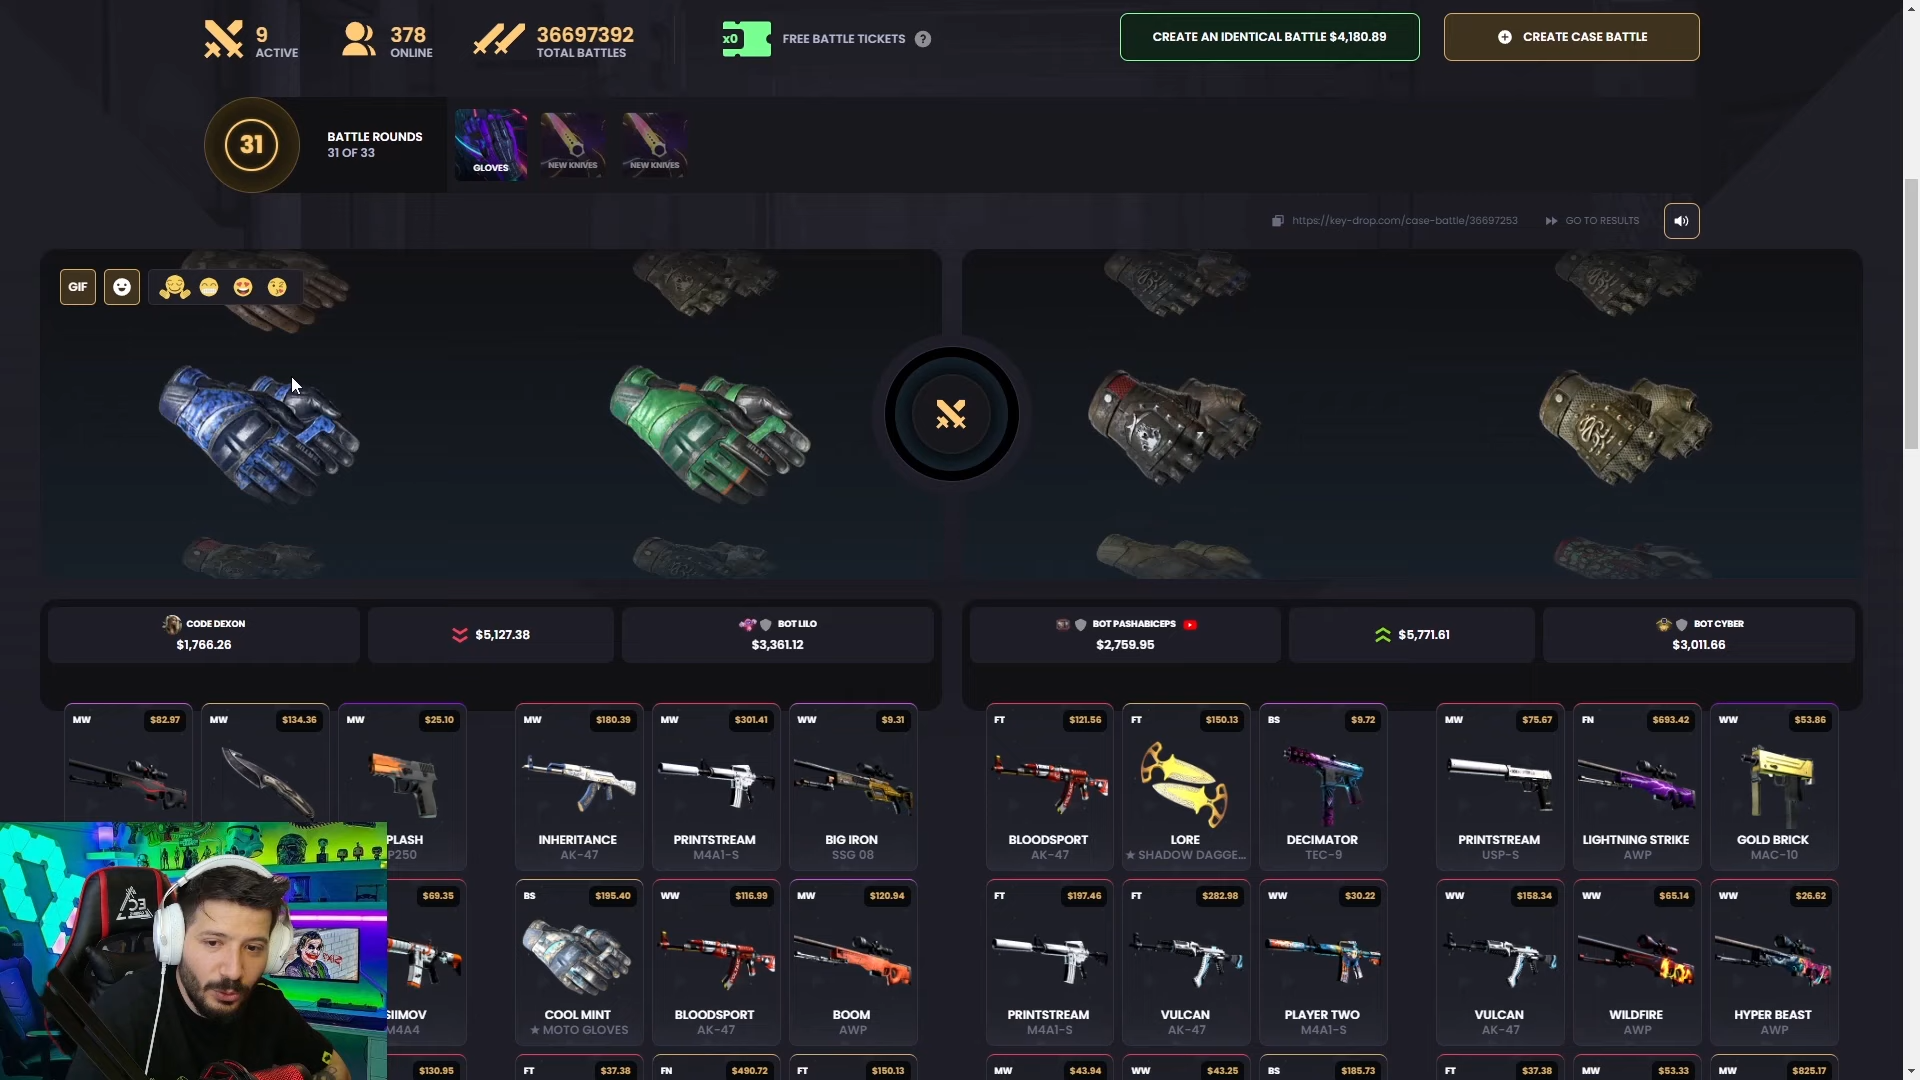 9
ACTIVE
378
ONLINE
36697392
TOTAL BATTLES
x0
FREE BATTLE TICKETS
?
CREATE AN IDENTICAL BATTLE $4,180.89
CREATE CASE BATTLE
31
BATTLE ROUNDS
31 OF 33
GLOVES
NEW KNIVES
NEW KNIVES
https://key-drop.com/case-battle/36697253
GO TO RESULTS
GIF
CODE DEXON
$1,766.26
$5,127.38
BOT LILO
$3,361.12
BOT PASHABICEPS
$2,759.95
$5,771.61
BOT CYBER
$3,011.66
MW $82.97
MW $134.36
MW $25.10
MW $180.39
MW $301.41
WW $9.31
FT $121.56
FT $150.13
BS $9.72
MW $75.67
FN $693.42
WW $53.86
PLASH
P250
INHERITANCE
AK-47
PRINTSTREAM
M4A1-S
BIG IRON
SSG 08
BLOODSPORT
AK-47
LORE
★ SHADOW DAGGE...
DECIMATOR
TEC-9
PRINTSTREAM
USP-S
LIGHTNING STRIKE
AWP
GOLD BRICK
MAC-10
$69.35
BS $195.40
WW $116.99
MW $120.94
FT $197.46
FT $282.98
WW $30.22
WW $158.34
WW $65.14
WW $26.62
SIIMOV
M4A4
COOL MINT
★ MOTO GLOVES
BLOODSPORT
AK-47
BOOM
AWP
PRINTSTREAM
M4A1-S
VULCAN
AK-47
PLAYER TWO
M4A1-S
VULCAN
AK-47
WILDFIRE
AWP
HYPER BEAST
AWP
$130.95
FT $37.38
FN $490.72
FT $150.13
MW $43.94
WW $43.25
BS $185.73
FT $37.38
MW $53.33
MW $825.17